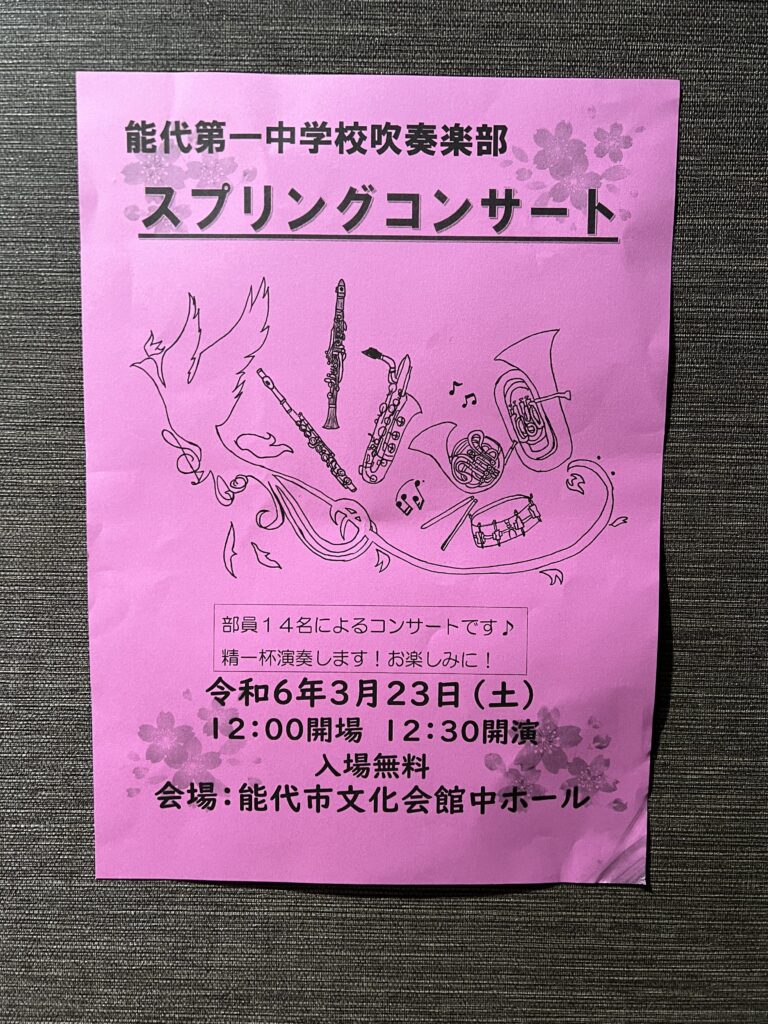 能代第一中学校吹奏楽部
スプリングコンサート
部員１４名によるコンサートです♪
精一杯演奏します！お楽しみに！
令和6年3月23日（土）
12：00開場 12：30開演
入場無料
会場：能代市文化会館中ホール